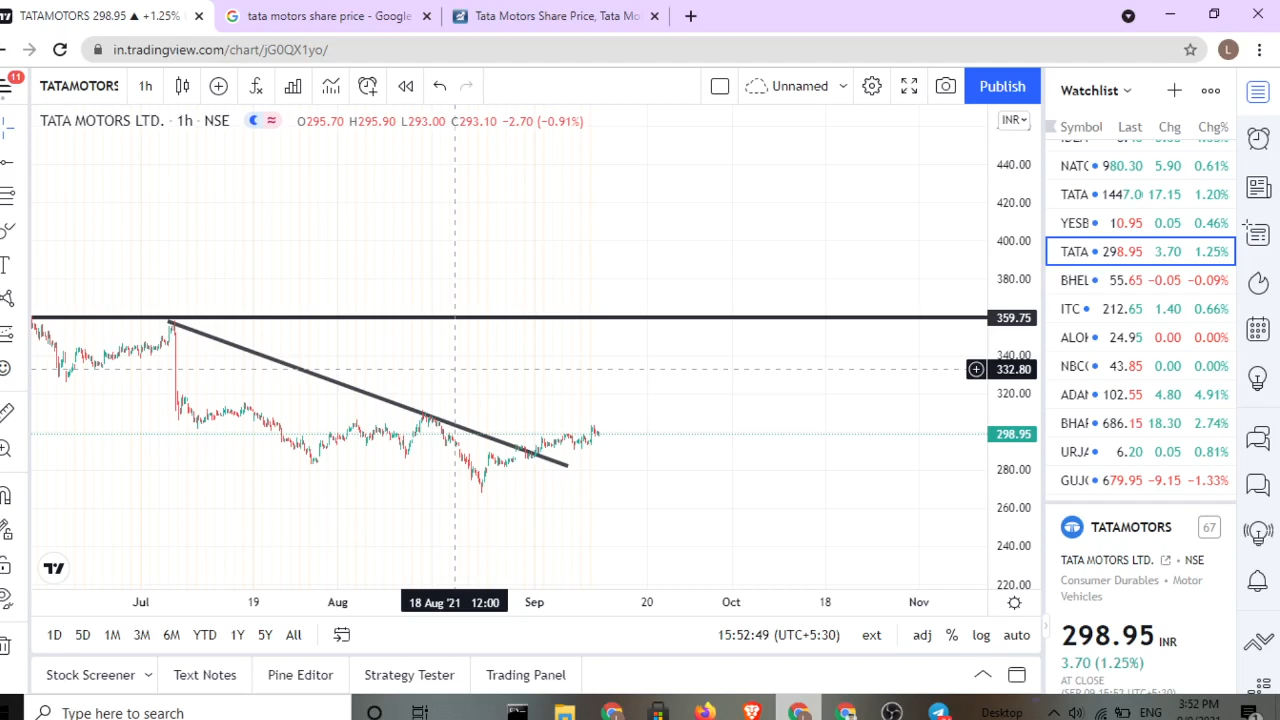 TATAMOTORS 298.95 ▲ +1.25%
tata motors share price - Google
Tata Motors Share Price, Tata Mo
in.tradingview.com/chart/jG0QX1yo/
L
11
TATAMOTORS 1h
Unnamed
Publish
TATA MOTORS LTD. · 1h · NSE
O295.70 H295.90 L293.00 C293.10 −2.70 (−0.91%)
INR
440.00
420.00
400.00
380.00
359.75
340.00
332.80
320.00
298.95
280.00
260.00
240.00
220.00
Jul 19 Aug 18 Aug '21 12:00 Sep 20 Oct 18 Nov
1D 5D 1M 3M 6M YTD 1Y 5Y All
15:52:49 (UTC+5:30) ext adj % log auto
Stock Screener Text Notes Pine Editor Strategy Tester Trading Panel
Watchlist
Symbol Last Chg Chg%
NATC 980.30 5.90 0.61%
TATA 1447.0 17.15 1.20%
YESB 10.95 0.05 0.46%
TATA 298.95 3.70 1.25%
BHEL 55.65 −0.05 −0.09%
ITC 212.65 1.40 0.66%
ALOK 24.95 0.00 0.00%
NBCC 43.85 0.00 0.00%
ADAN 102.55 4.80 4.91%
BHAR 686.15 18.30 2.74%
URJA 6.20 0.05 0.81%
GUJC 679.95 −9.15 −1.33%
TATAMOTORS 67
TATA MOTORS LTD. · NSE
Consumer Durables · Motor
Vehicles
298.95 INR
3.70 (1.25%)
AT CLOSE
(SEP 09 15:52 UTC+5:30)
Type here to search
Desktop
ENG
3:52 PM